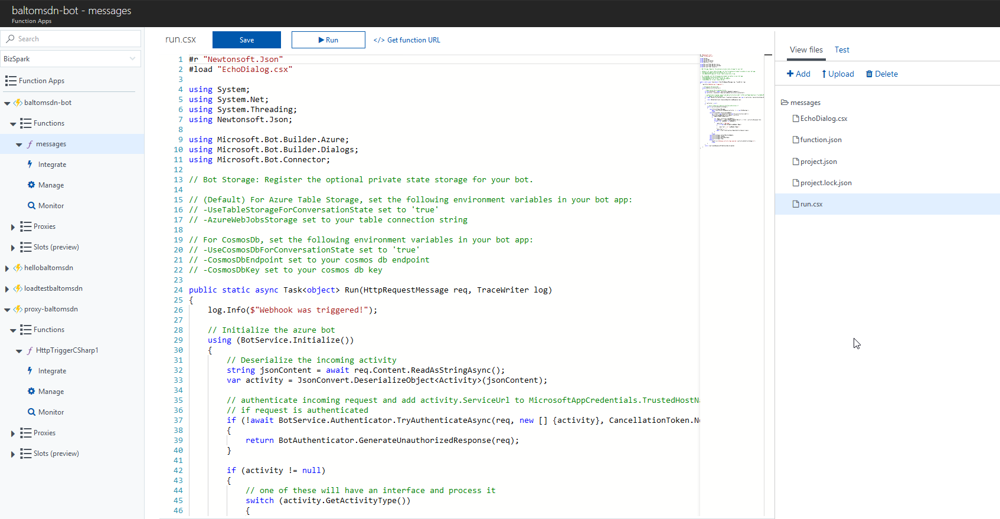 baltomsdn-bot - messages
Function Apps
Search
BizSpark
Function Apps
baltomsdn-bot
Functions
messages
Integrate
Manage
Monitor
Proxies
Slots (preview)
hellobaltomsdn
loadtestbaltomsdn
proxy-baltomsdn
Functions
HttpTriggerCSharp1
Integrate
Manage
Monitor
Proxies
Slots (preview)
run.csx
Save
Run
</> Get function URL
1 #r "Newtonsoft.Json"
2 #load "EchoDialog.csx"
3
4 using System;
5 using System.Net;
6 using System.Threading;
7 using Newtonsoft.Json;
8
9 using Microsoft.Bot.Builder.Azure;
10 using Microsoft.Bot.Builder.Dialogs;
11 using Microsoft.Bot.Connector;
12
13 // Bot Storage: Register the optional private state storage for your bot.
14
15 // (Default) For Azure Table Storage, set the following environment variables in your bot app:
16 // -UseTableStorageForConversationState set to 'true'
17 // -AzureWebJobsStorage set to your table connection string
18
19 // For CosmosDb, set the following environment variables in your bot app:
20 // -UseCosmosDbForConversationState set to 'true'
21 // -CosmosDbEndpoint set to your cosmos db endpoint
22 // -CosmosDbKey set to your cosmos db key
23
24 public static async Task<object> Run(HttpRequestMessage req, TraceWriter log)
25 {
26 log.Info($"Webhook was triggered!");
27
28 // Initialize the azure bot
29 using (BotService.Initialize())
30 {
31 // Deserialize the incoming activity
32 string jsonContent = await req.Content.ReadAsStringAsync();
33 var activity = JsonConvert.DeserializeObject<Activity>(jsonContent);
34
35 // authenticate incoming request and add activity.ServiceUrl to MicrosoftAppCredentials.TrustedHostNa
36 // if request is authenticated
37 if (!await BotService.Authenticator.TryAuthenticateAsync(req, new [] {activity}, CancellationToken.No
38 {
39 return BotAuthenticator.GenerateUnauthorizedResponse(req);
40 }
41
42 if (activity != null)
43 {
44 // one of these will have an interface and process it
45 switch (activity.GetActivityType())
46 {
View files
Test
Add
Upload
Delete
messages
EchoDialog.csx
function.json
project.json
project.lock.json
run.csx